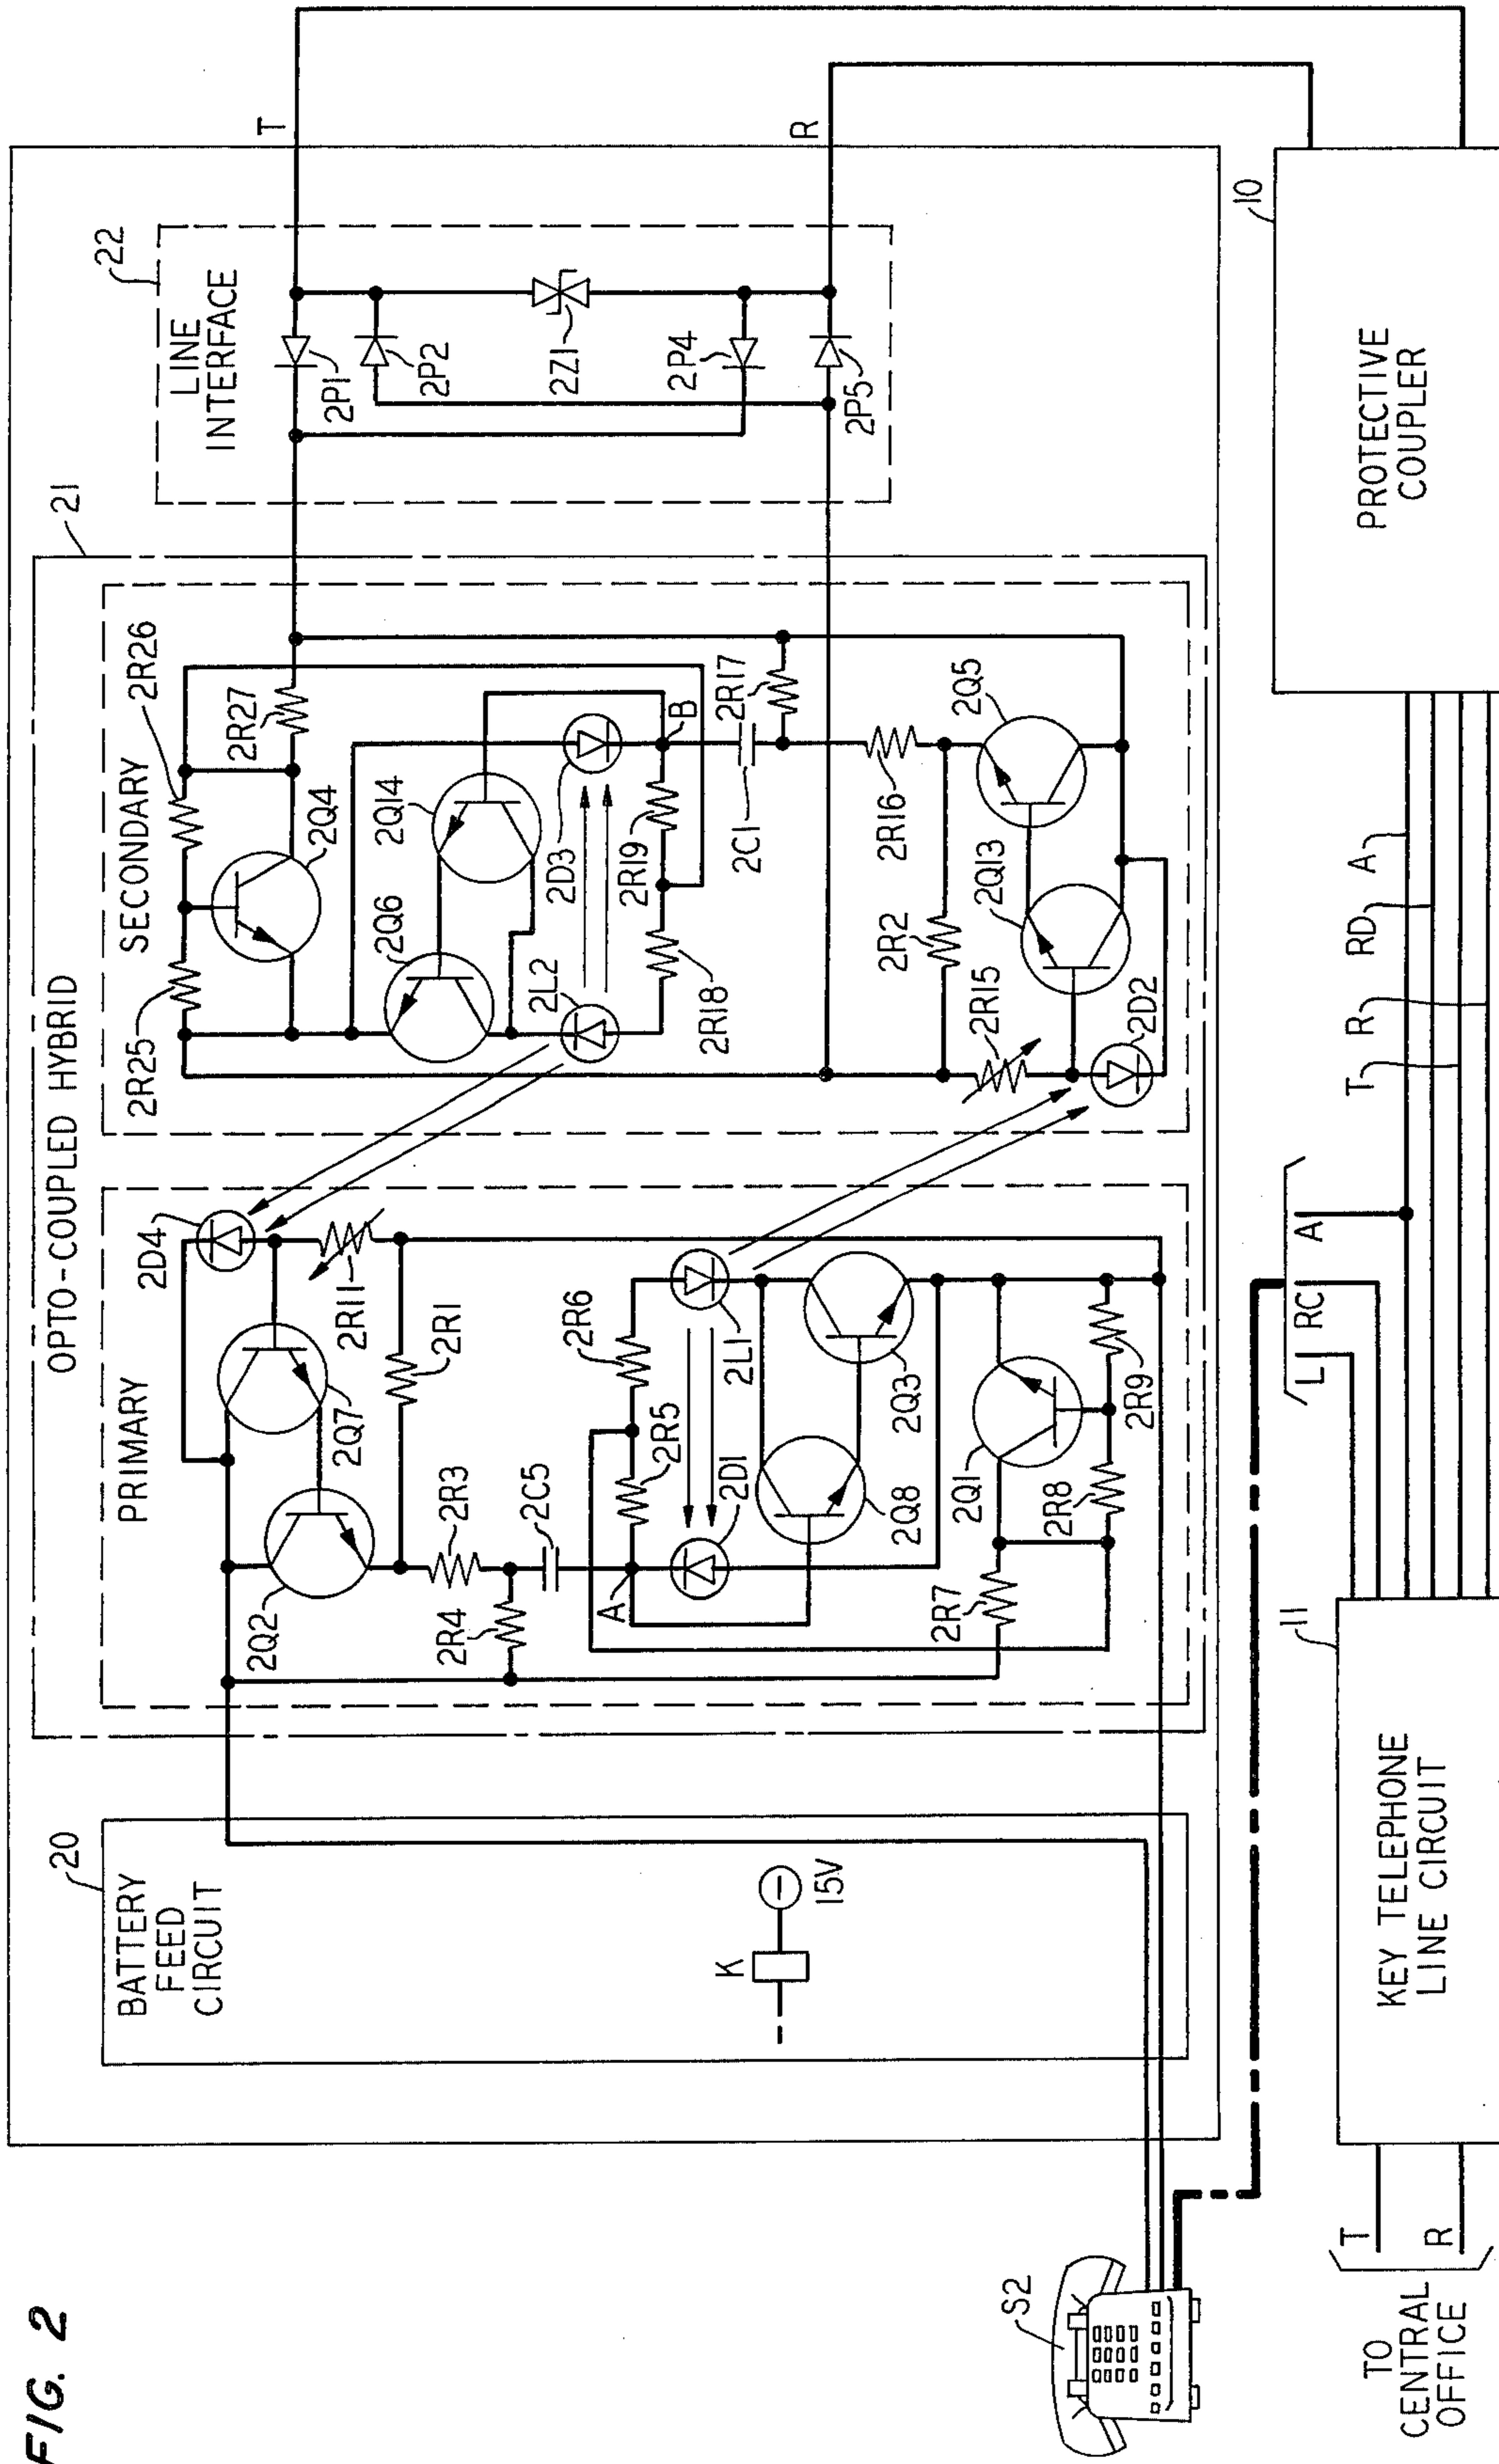 FIG. 2
20
BATTERY
FEED
CIRCUIT
K
15V
OPTO-COUPLED HYBRID
21
PRIMARY
2D4
2Q2
2Q7
2R11
2R1
2R3
2R4
2C5
A
2R5
2R6
2D1
2L1
2Q8
2Q3
2R7
2Q1
2R8
2R9
SECONDARY
2R25
2R26
2Q4
2R27
2Q6
2Q14
2L2
2D3
2R18
2R19
B
2C1
2R17
2R2
2R16
2R15
2Q13
2Q5
2D2
22
LINE
INTERFACE
2P1
2P2
2Z1
2P4
2P5
T
R
S2
L
RC
A
T
R
RD
A
TO
CENTRAL
OFFICE
T
R
11
KEY TELEPHONE
LINE CIRCUIT
10
PROTECTIVE
COUPLER